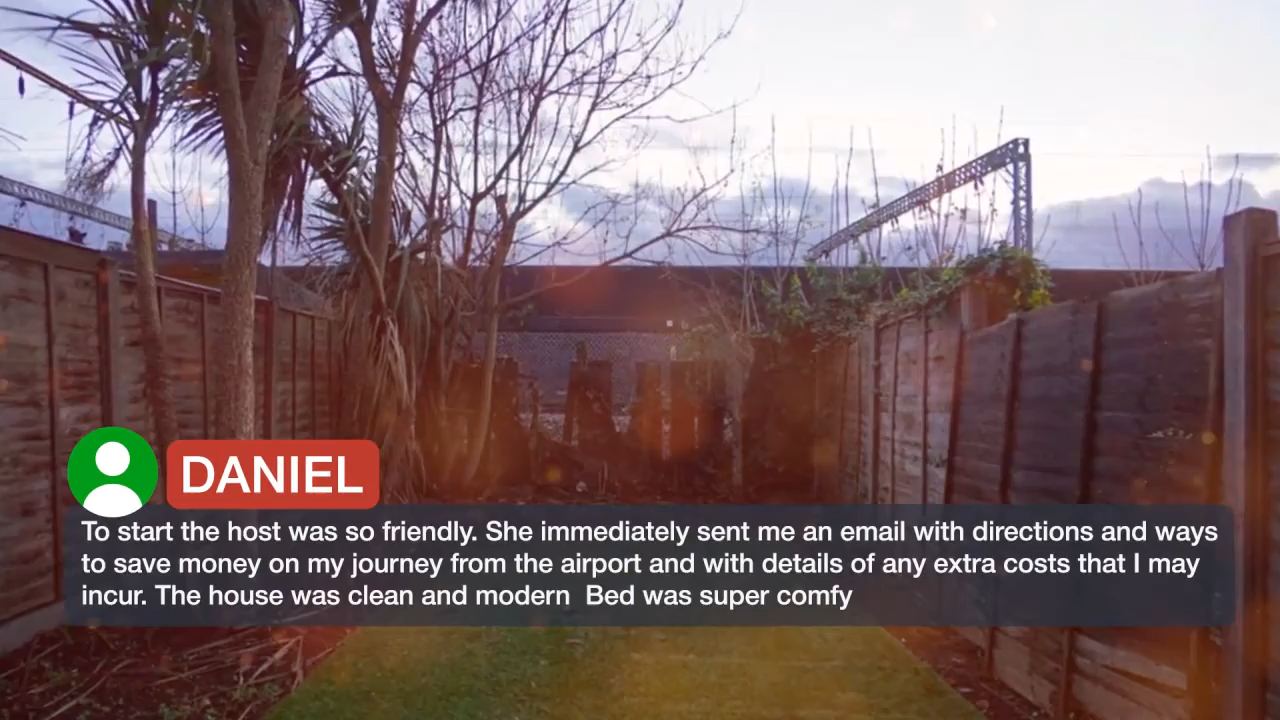 DANIEL
To start the host was so friendly. She immediately sent me an email with directions and ways
to save money on my journey from the airport and with details of any extra costs that I may
incur. The house was clean and modern  Bed was super comfy